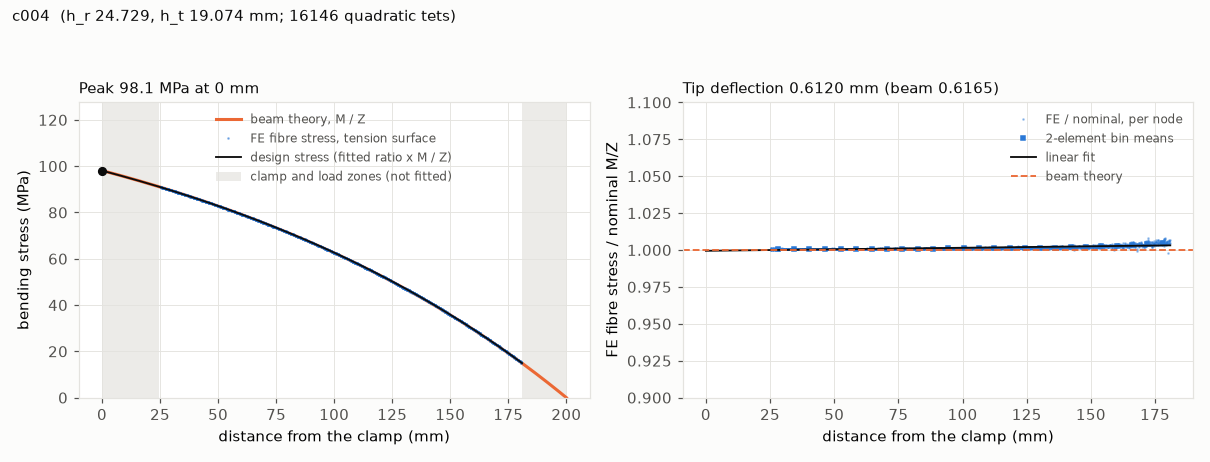 c004  (h_r 24.729, h_t 19.074 mm; 16146 quadratic tets)
Peak 98.1 MPa at 0 mm
bending stress (MPa)
120
100
80
60
40
20
0
beam theory, M / Z
FE fibre stress, tension surface
design stress (fitted ratio x M / Z)
clamp and load zones (not fitted)
0 25 50 75 100 125 150 175 200
distance from the clamp (mm)
Tip deflection 0.6120 mm (beam 0.6165)
FE fibre stress / nominal M/Z
1.100
1.075
1.050
1.025
1.000
0.975
0.950
0.925
0.900
FE / nominal, per node
2-element bin means
linear fit
beam theory
0 25 50 75 100 125 150 175
distance from the clamp (mm)